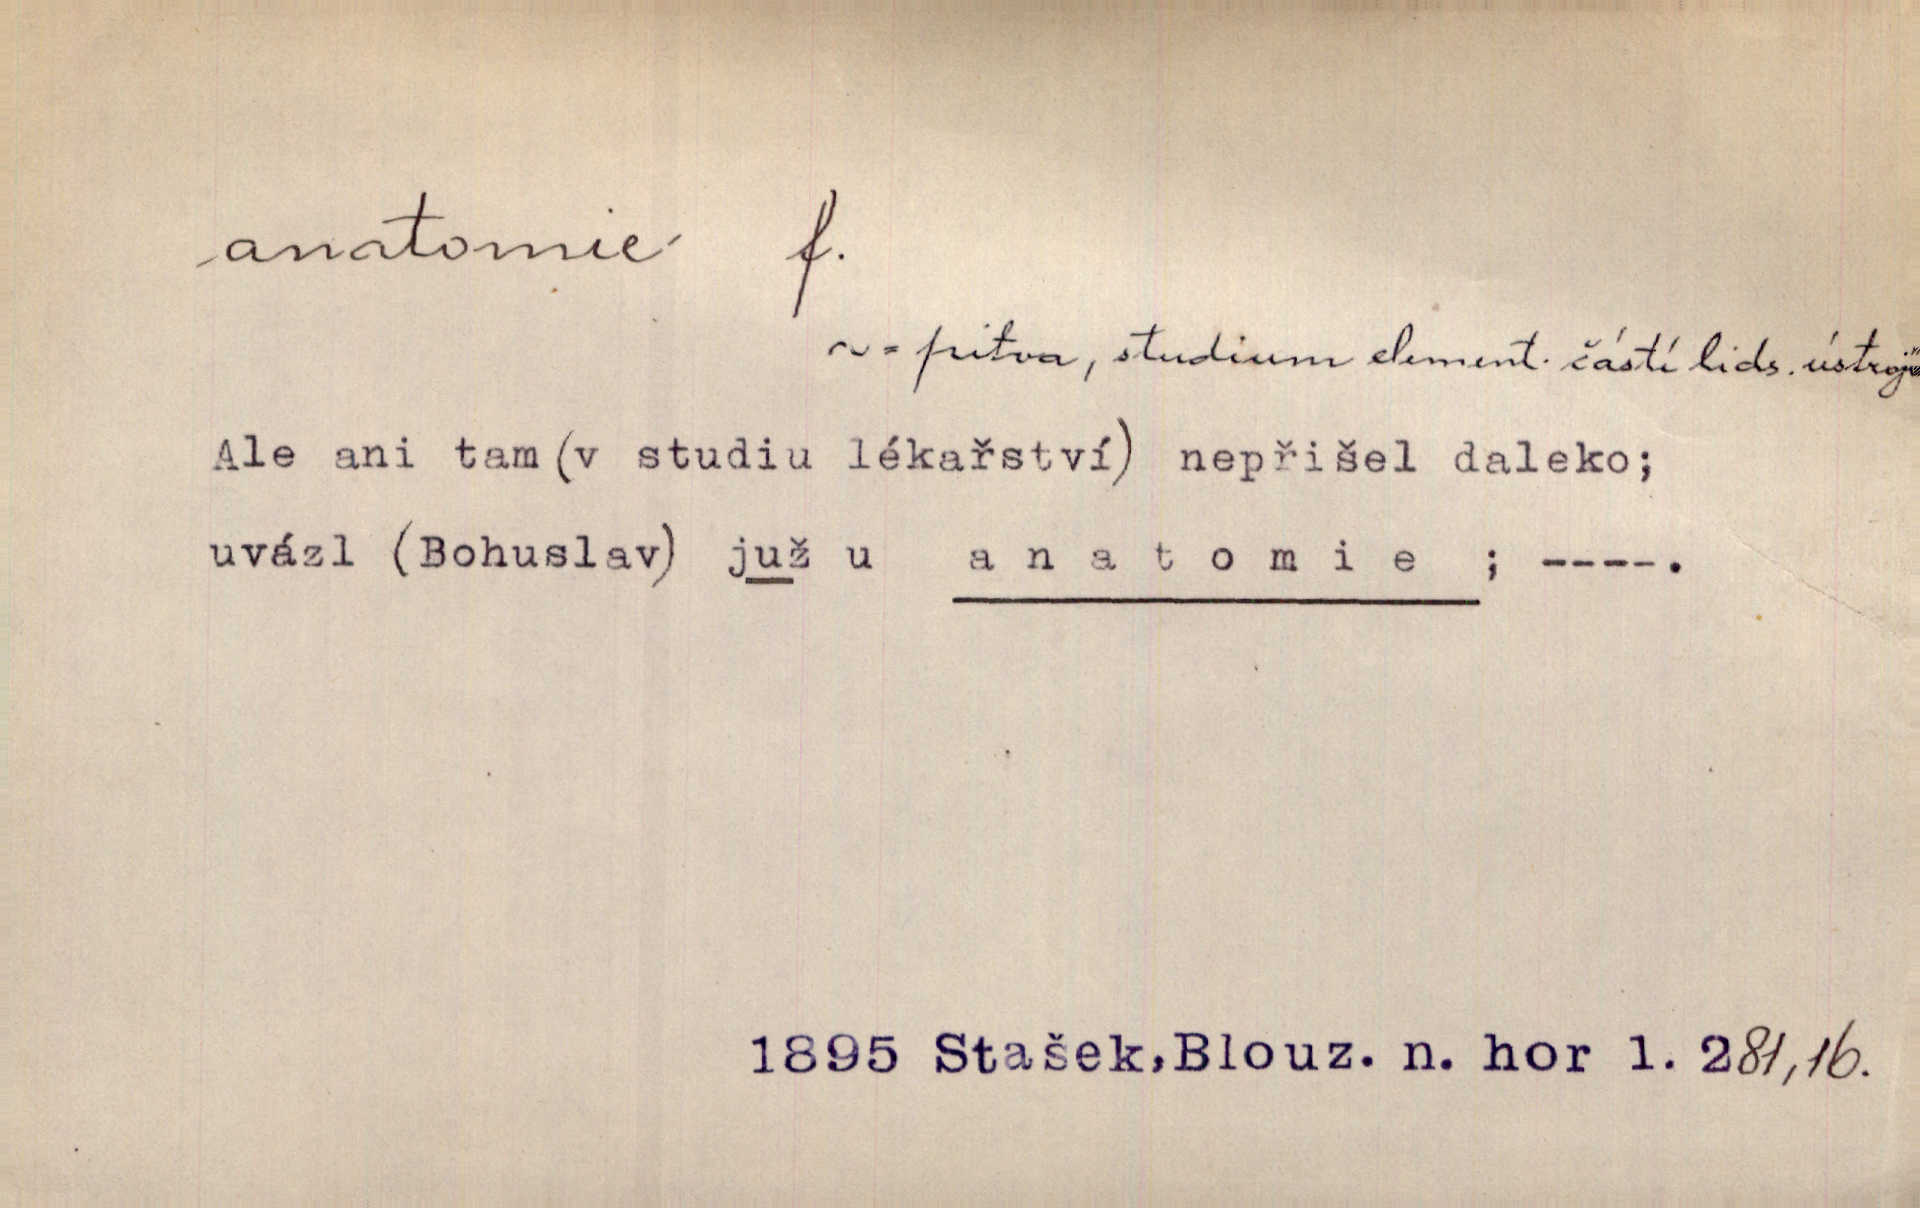 anatomie f.
~ = pitva, studium element. částí lids. ústrojů
Ale ani tam (v studiu lékařství) nepřišel daleko;
uvázl (Bohuslav) již u a n a t o m i e ; ----.
1895 Stašek, Blouz. n. hor 1. 281,16.